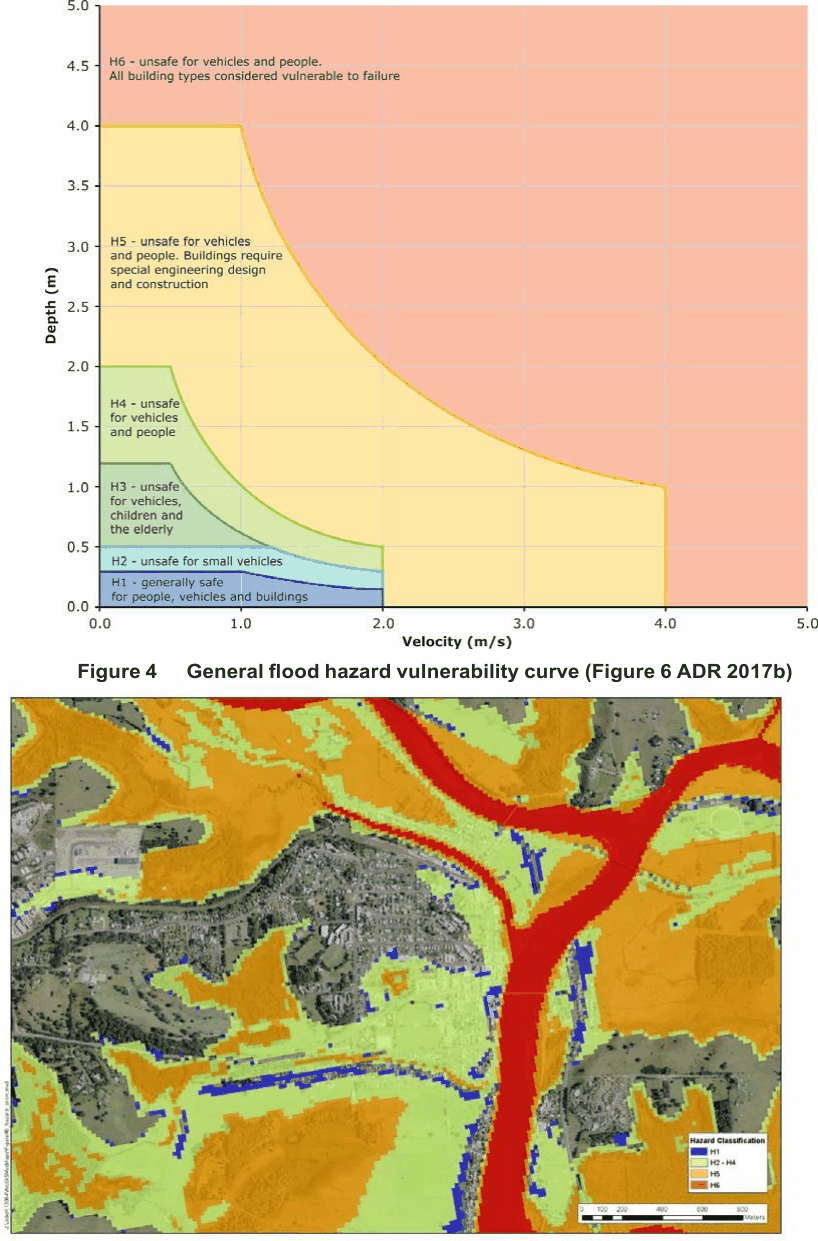 5.0
4.5
4.0
3.5
3.0
2.5
2.0
1.5
1.0
0.5
0.0
Depth (m)
H6 - unsafe for vehicles and people.
All building types considered vulnerable to failure
H5 - unsafe for vehicles
and people. Buildings require
special engineering design
and construction
H4 - unsafe
for vehicles
and people
H3 - unsafe
for vehicles,
children and
the elderly
H2 - unsafe for small vehicles
H1 - generally safe
for people, vehicles and buildings
0.0 1.0 2.0 3.0 4.0 5.0
Velocity (m/s)
Figure 4 General flood hazard vulnerability curve (Figure 6 ADR 2017b)
Hazard Classification
H1
H2 - H4
H5
H6
0 100 200 400 600 800
Meters